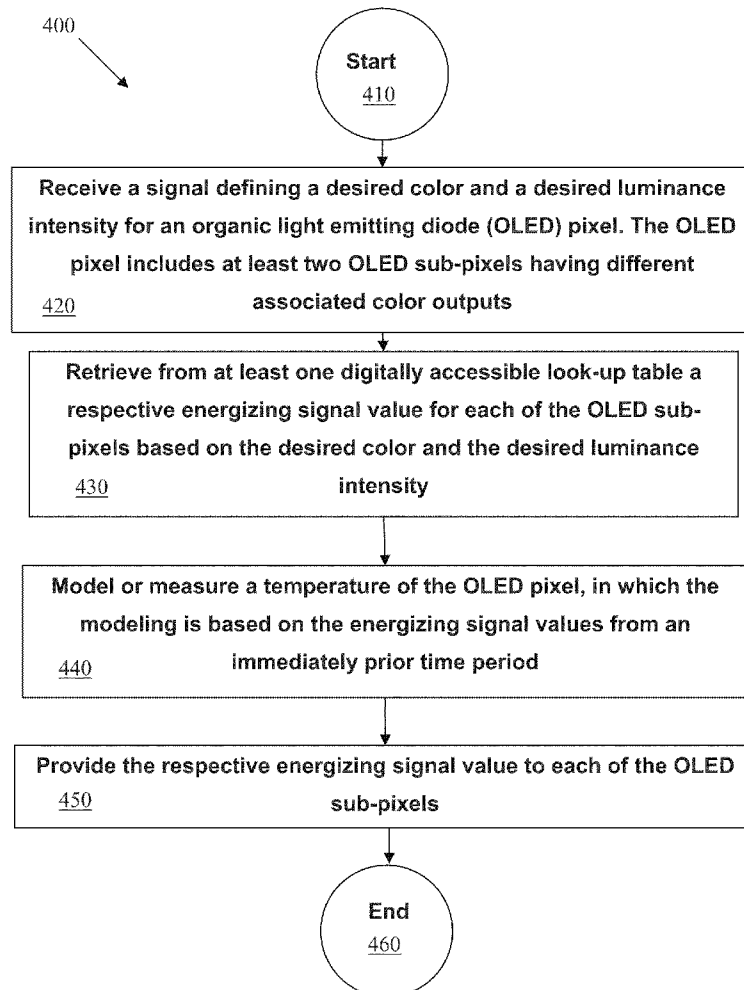 400
Start
410
Receive a signal defining a desired color and a desired luminance
intensity for an organic light emitting diode (OLED) pixel. The OLED
pixel includes at least two OLED sub-pixels having different
associated color outputs
420
Retrieve from at least one digitally accessible look-up table a
respective energizing signal value for each of the OLED sub-
pixels based on the desired color and the desired luminance
intensity
430
Model or measure a temperature of the OLED pixel, in which the
modeling is based on the energizing signal values from an
immediately prior time period
440
Provide the respective energizing signal value to each of the OLED
sub-pixels
450
End
460